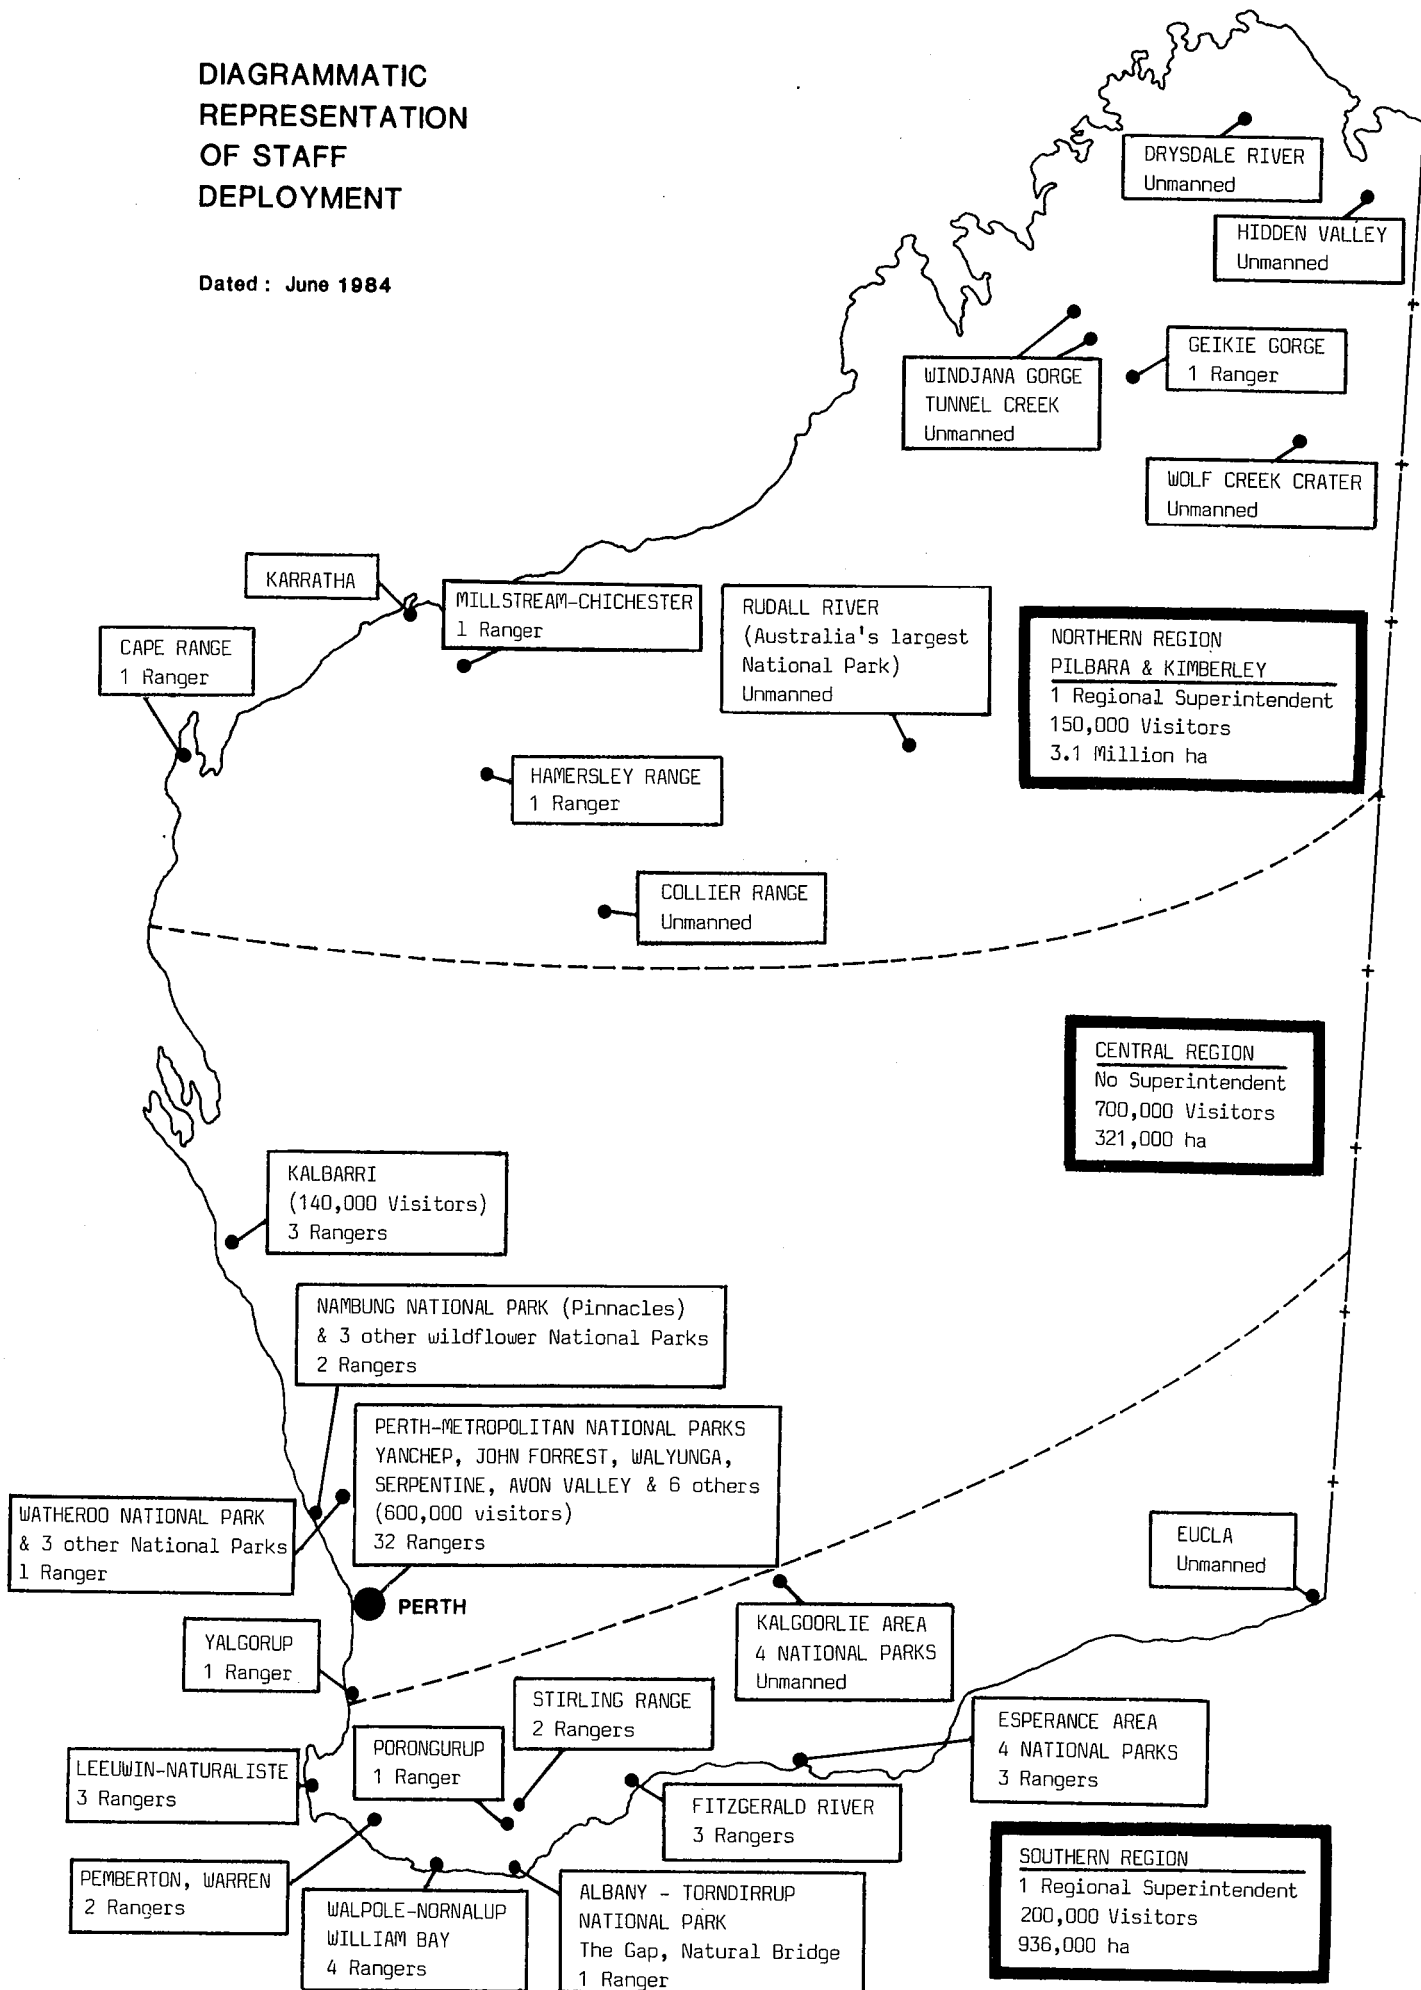 DIAGRAMMATIC
REPRESENTATION
OF STAFF
DEPLOYMENT
Dated : June 1984
DRYSDALE RIVER
Unmanned
HIDDEN VALLEY
Unmanned
GEIKIE GORGE
1 Ranger
WINDJANA GORGE
TUNNEL CREEK
Unmanned
WOLF CREEK CRATER
Unmanned
KARRATHA
MILLSTREAM-CHICHESTER
1 Ranger
RUDALL RIVER
(Australia's largest
National Park)
Unmanned
NORTHERN REGION
PILBARA & KIMBERLEY
1 Regional Superintendent
150,000 Visitors
3.1 Million ha
CAPE RANGE
1 Ranger
HAMERSLEY RANGE
1 Ranger
COLLIER RANGE
Unmanned
CENTRAL REGION
No Superintendent
700,000 Visitors
321,000 ha
KALBARRI
(140,000 Visitors)
3 Rangers
NAMBUNG NATIONAL PARK (Pinnacles)
& 3 other wildflower National Parks
2 Rangers
PERTH-METROPOLITAN NATIONAL PARKS
YANCHEP, JOHN FORREST, WALYUNGA,
SERPENTINE, AVON VALLEY & 6 others
(600,000 visitors)
32 Rangers
WATHEROO NATIONAL PARK
& 3 other National Parks
1 Ranger
EUCLA
Unmanned
PERTH
KALGOORLIE AREA
4 NATIONAL PARKS
Unmanned
YALGORUP
1 Ranger
STIRLING RANGE
2 Rangers
ESPERANCE AREA
4 NATIONAL PARKS
3 Rangers
PORONGURUP
1 Ranger
LEEUWIN-NATURALISTE
3 Rangers
FITZGERALD RIVER
3 Rangers
PEMBERTON, WARREN
2 Rangers
WALPOLE-NORNALUP
WILLIAM BAY
4 Rangers
ALBANY - TORNDIRRUP
NATIONAL PARK
The Gap, Natural Bridge
1 Ranger
SOUTHERN REGION
1 Regional Superintendent
200,000 Visitors
936,000 ha